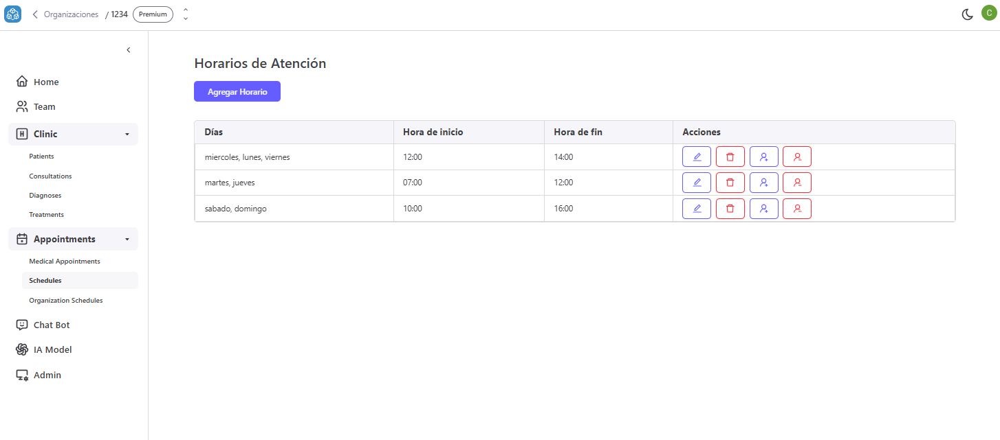 Organizaciones / 1234 Premium
C
Home
Team
Clinic
Patients
Consultations
Diagnoses
Treatments
Appointments
Medical Appointments
Schedules
Organization Schedules
Chat Bot
IA Model
Admin
Horarios de Atención
Agregar Horario
Días Hora de inicio Hora de fin Acciones
miercoles, lunes, viernes 12:00 14:00
martes, jueves 07:00 12:00
sabado, domingo 10:00 16:00